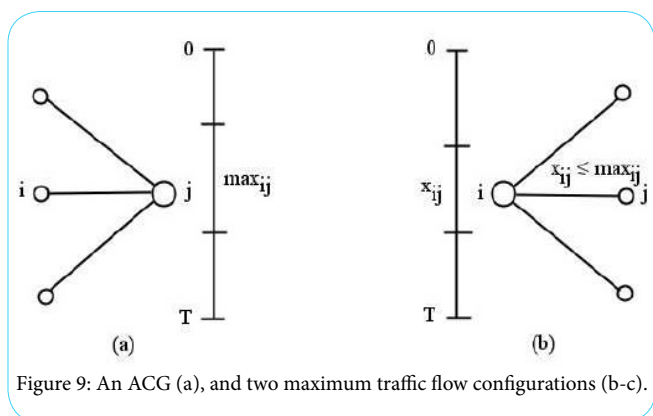 0
i
j
max_ij
T
(a)
0
x_ij
i
x_ij ≤ max_ij
j
T
(b)
Figure 9: An ACG (a), and two maximum traffic flow configurations (b-c).